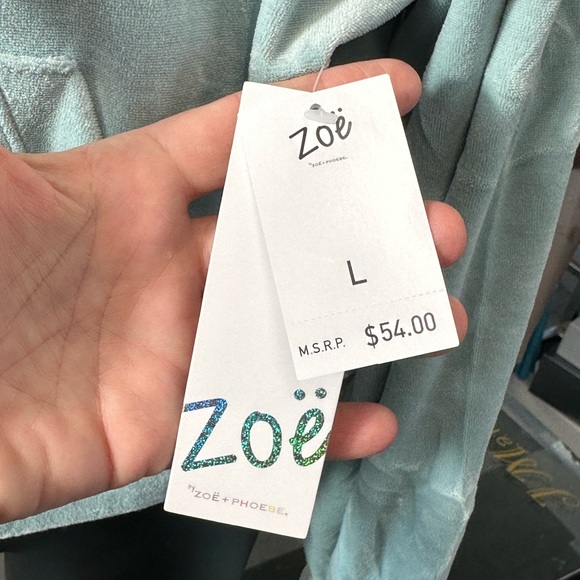 Zoë
BY ZOË + PHOEBE.
L
M.S.R.P. $54.00
Zoë
BY ZOË + PHOEBE.